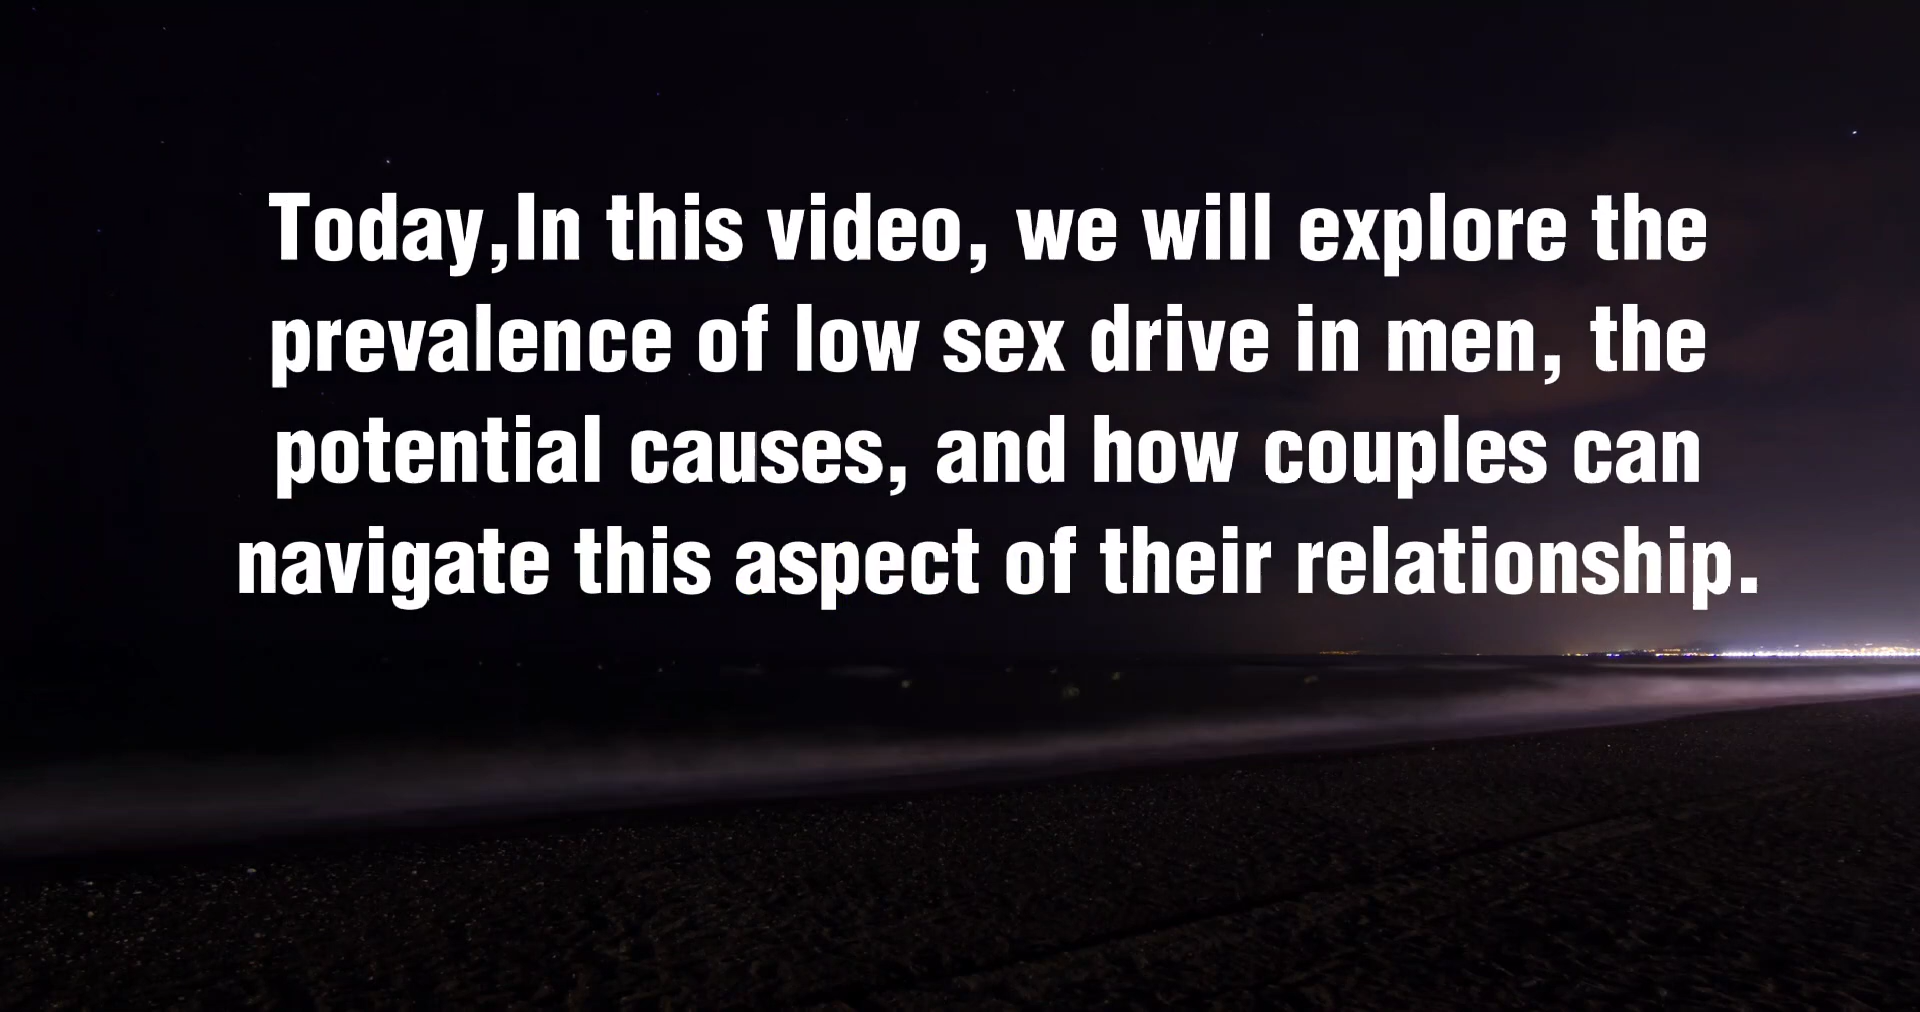 Today,In this video, we will explore the
prevalence of low sex drive in men, the
potential causes, and how couples can
navigate this aspect of their relationship.